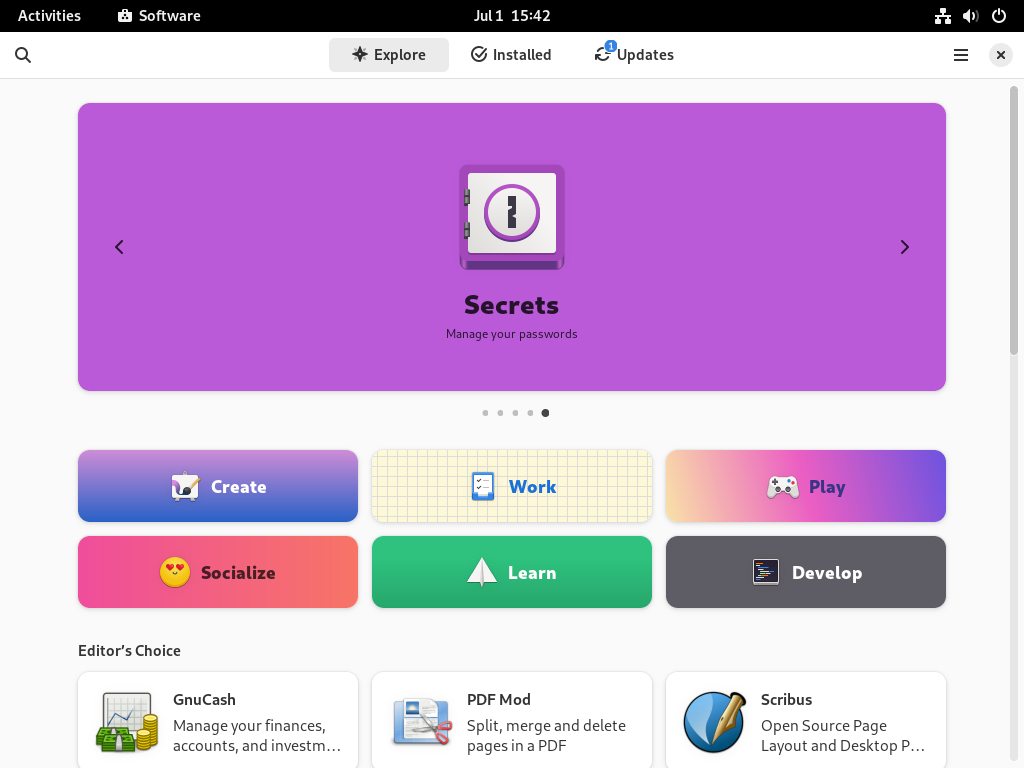 Activities Software Jul 1 15:42
Explore Installed 1 Updates
Secrets
Manage your passwords
Create Work Play
Socialize Learn Develop
Editor’s Choice
GnuCash
Manage your finances,
accounts, and investm…
PDF Mod
Split, merge and delete
pages in a PDF
Scribus
Open Source Page
Layout and Desktop P…